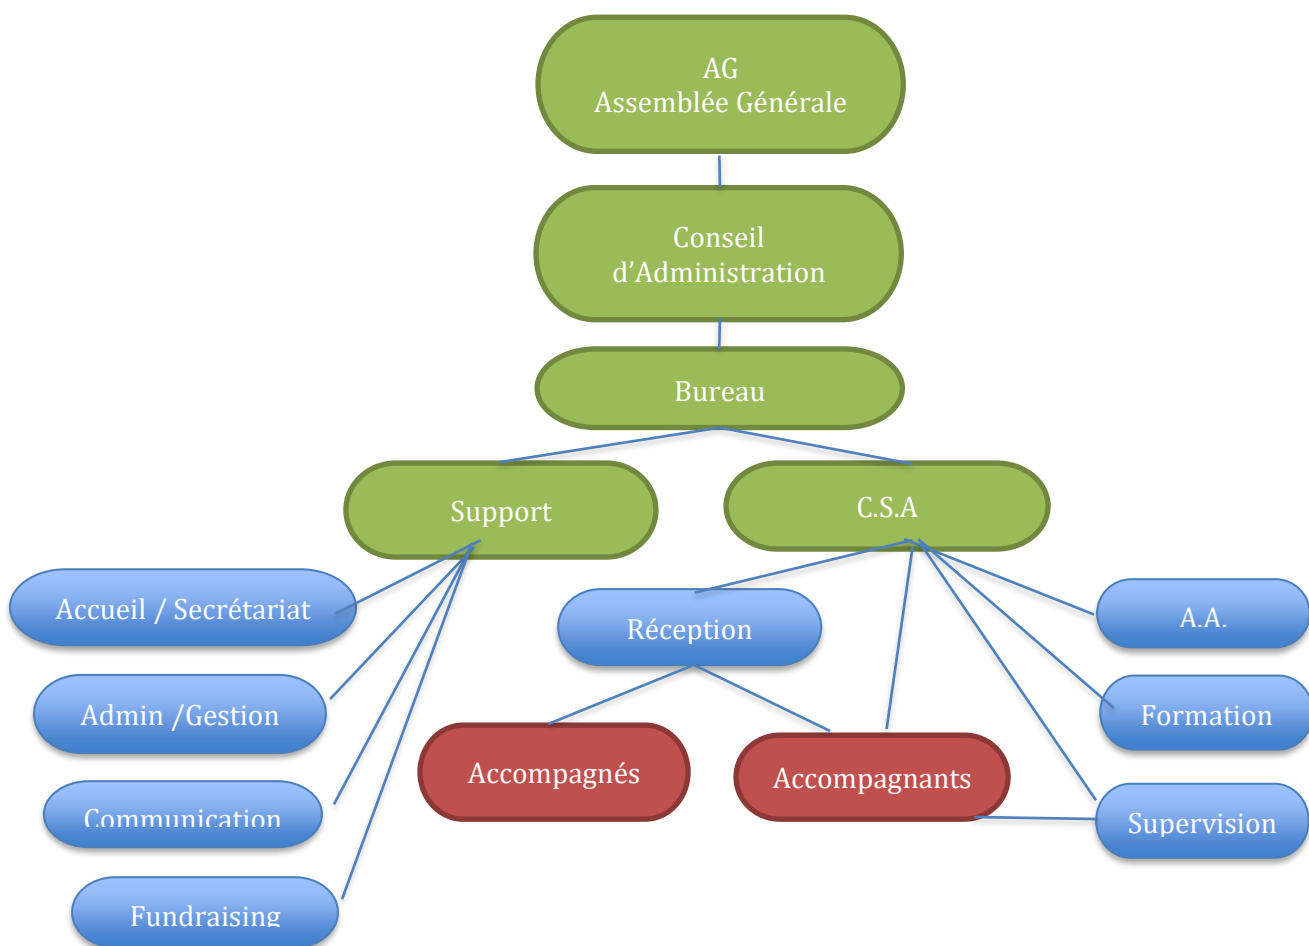 AG
Assemblée Générale
Conseil
d’Administration
Bureau
Support
C.S.A
Accueil / Secrétariat
Réception
A.A.
Admin /Gestion
Formation
Accompagnés
Accompagnants
Communication
Supervision
Fundraising